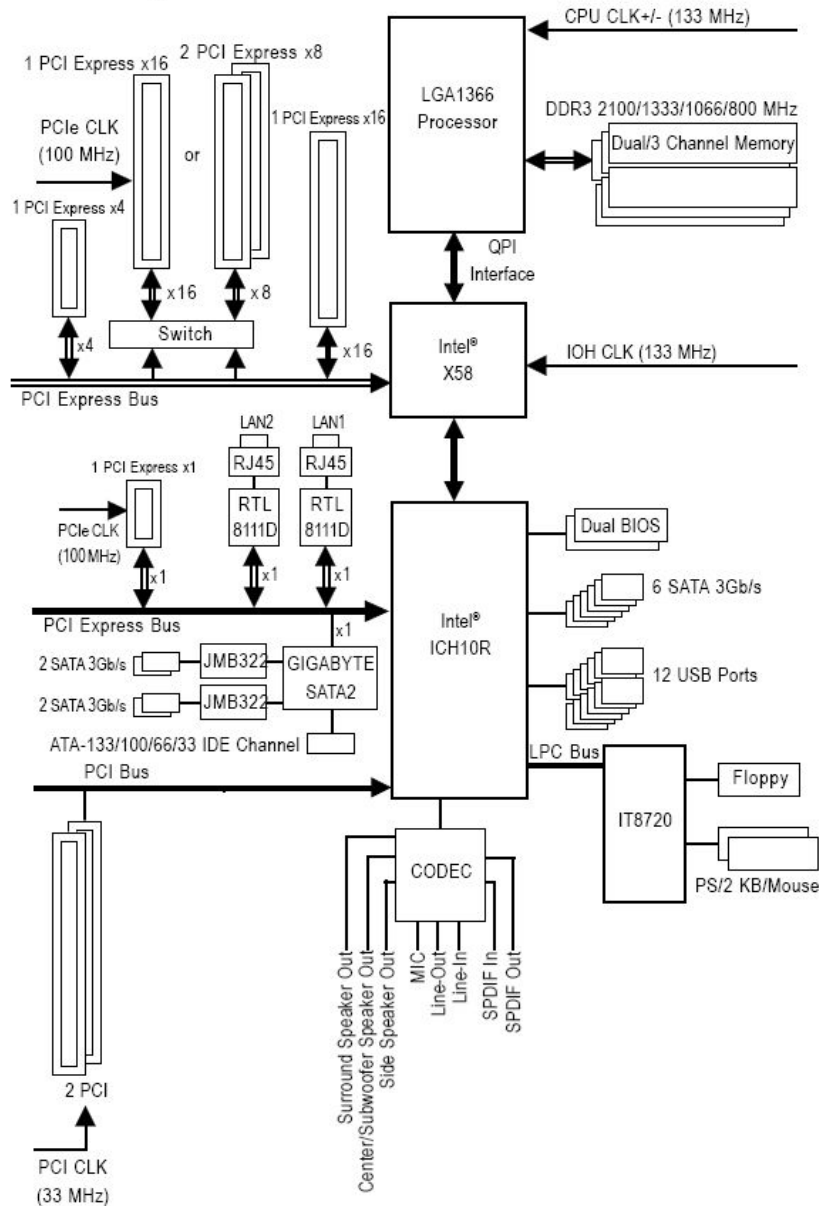 CPU CLK+/- (133 MHz)
2 PCI Express x8
1 PCI Express x16
LGA1366
Processor
DDR3 2100/1333/1066/800 MHz
Dual/3 Channel Memory
1 PCI Express x16
PCIe CLK
(100 MHz)
or
1 PCI Express x4
QPI
Interface
x16
x8
Switch
x4
x16
Intel®
X58
IOH CLK (133 MHz)
PCI Express Bus
LAN2
LAN1
RJ45
RJ45
1 PCI Express x1
RTL
8111D
RTL
8111D
PCIe CLK
(100 MHz)
x1
x1
x1
Dual BIOS
6 SATA 3Gb/s
PCI Express Bus
x1
Intel®
ICH10R
2 SATA 3Gb/s
JMB322
GIGABYTE
SATA2
2 SATA 3Gb/s
JMB322
12 USB Ports
ATA-133/100/66/33 IDE Channel
LPC Bus
PCI Bus
Floppy
IT8720
CODEC
PS/2 KB/Mouse
Surround Speaker Out
Center/Subwoofer Speaker Out
Side Speaker Out
MIC
Line-Out
Line-In
SPDIF In
SPDIF Out
2 PCI
PCI CLK
(33 MHz)